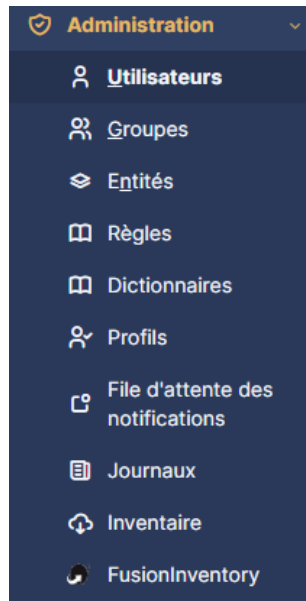 Administration
Utilisateurs
Groupes
Entités
Règles
Dictionnaires
Profils
File d'attente des
notifications
Journaux
Inventaire
FusionInventory